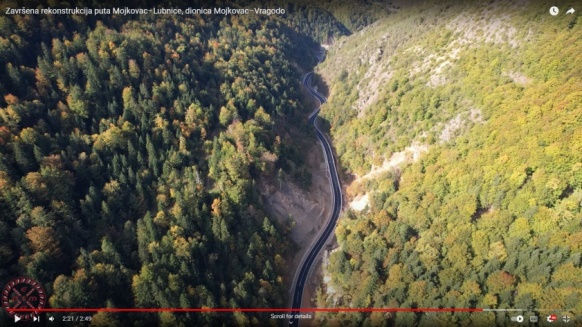 Završena rekonstrukcija puta Mojkovac–Lubnice, dionica Mojkovac–Vragodo
2:21 / 2:49
Scroll for details